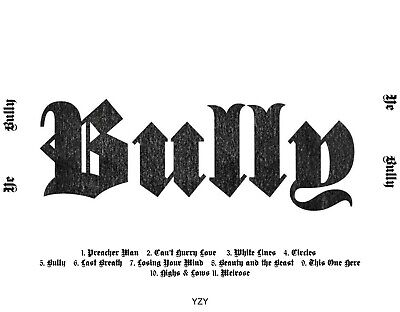 Bully
Ye
Bully
Ye
Bully
1. Preacher Man 2. Can't Hurry Love 3. White Lines 4. Circles
5. Bully 6. Last Breath 7. Losing Your Mind 8. Beauty and the Beast 9. This One Here
10. Highs & Lows 11. Melrose
YZY